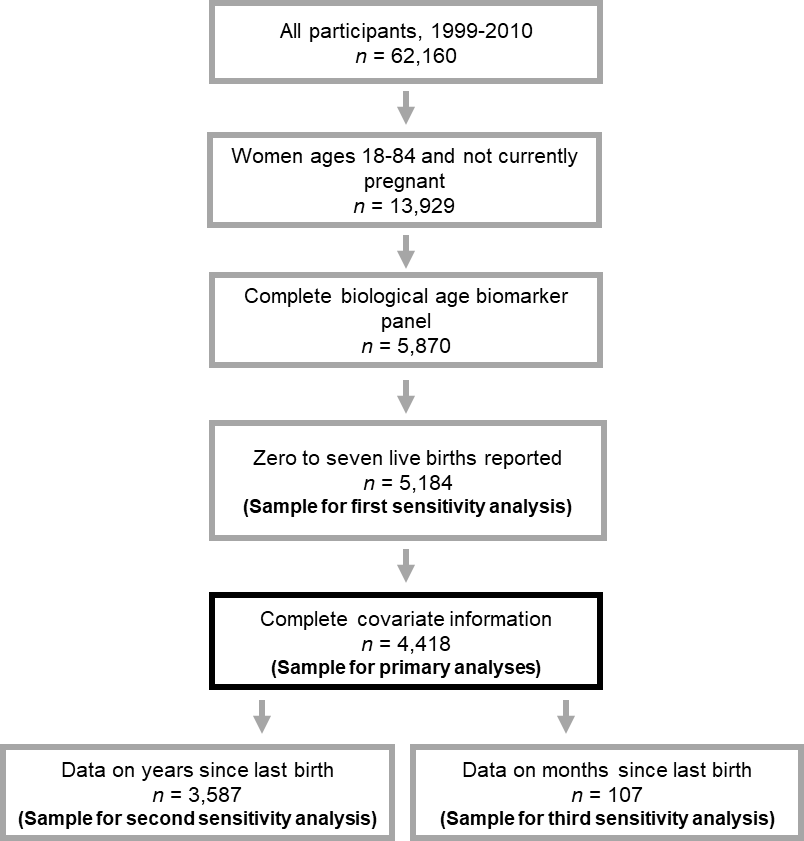 All participants, 1999-2010
n = 62,160
Women ages 18-84 and not currently
pregnant
n = 13,929
Complete biological age biomarker
panel
n = 5,870
Zero to seven live births reported
n = 5,184
(Sample for first sensitivity analysis)
Complete covariate information
n = 4,418
(Sample for primary analyses)
Data on years since last birth
n = 3,587
(Sample for second sensitivity analysis)
Data on months since last birth
n = 107
(Sample for third sensitivity analysis)